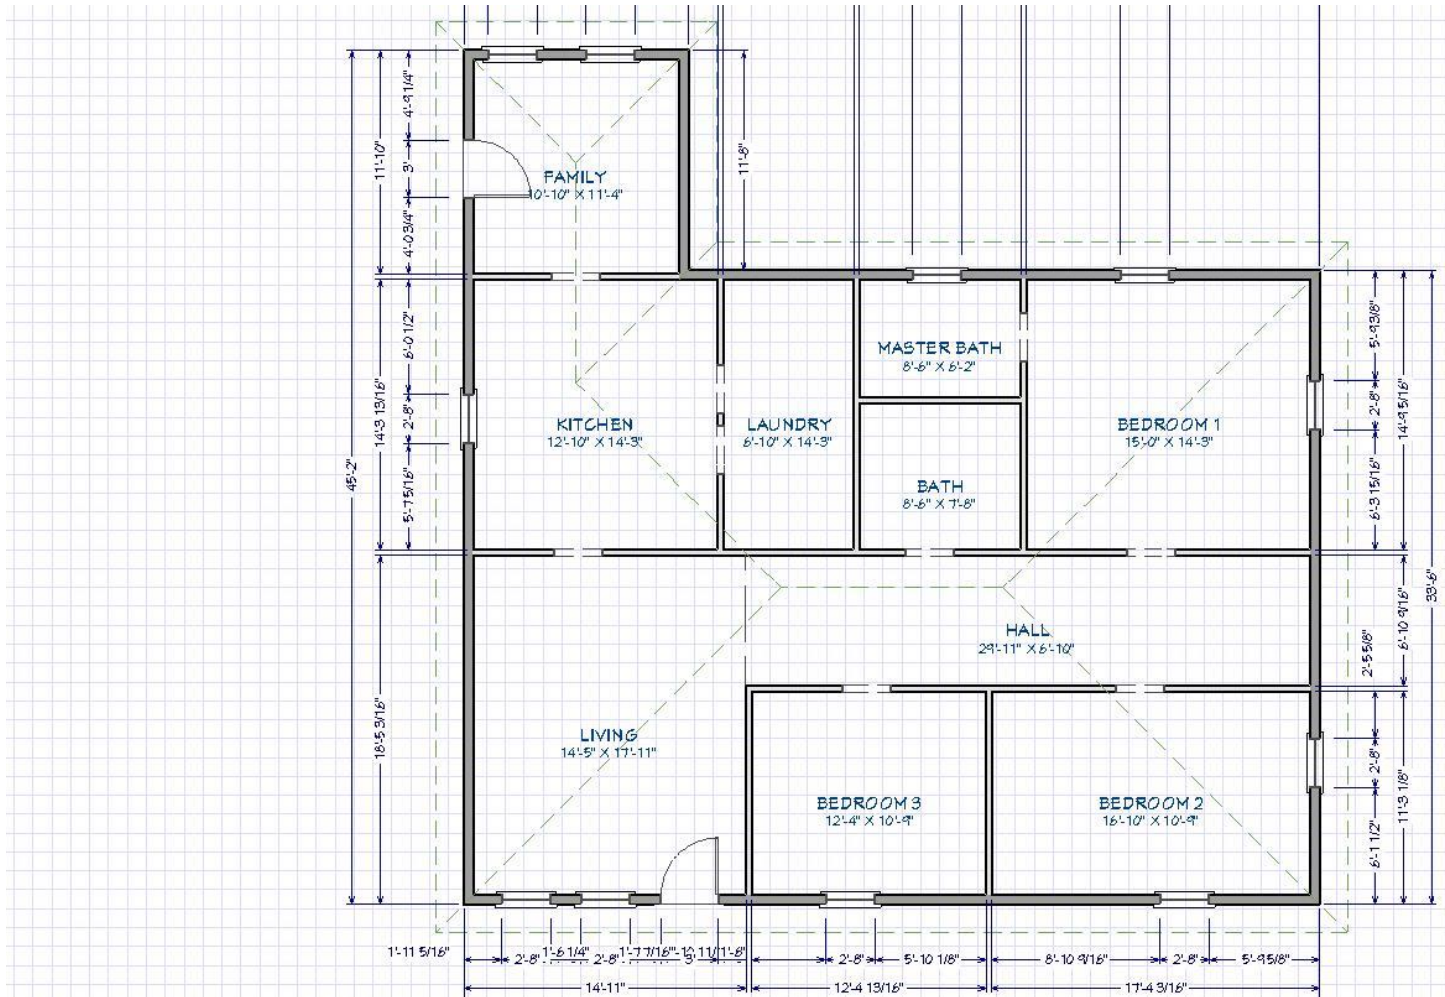 4'-9 1/4"
11'-10"
3'
11'-8"
FAMILY
10'-10" X 11'-4"
4'-0 3/4"
6'-0 1/2"
5'-9 3/8"
MASTER BATH
8'-6" X 6'-2"
14'-3 13/16"
2'-8"
KITCHEN
12'-10" X 14'-3"
LAUNDRY
6'-10" X 14'-3"
BEDROOM 1
15'-0" X 14'-3"
2'-8"
14'-9 5/16"
45'-2"
5'-7 5/16"
BATH
8'-6" X 7'-8"
6'-3 15/16"
33'-6"
6'-10 9/16"
HALL
29'-11" X 6'-10"
2'-5 5/8"
18'-5 3/16"
LIVING
14'-5" X 17'-11"
2'-8"
11'-3 1/8"
BEDROOM 3
12'-4" X 10'-9"
BEDROOM 2
16'-10" X 10'-9"
6'-1 1/2"
1'-11 5/16"
2'-8"
1'-6 1/4"
2'-8"
1'-7 7/16"
3'
2'-8"
5'-10 1/8"
8'-10 9/16"
2'-8"
5'-9 5/8"
14'-11"
12'-4 13/16"
17'-4 3/16"